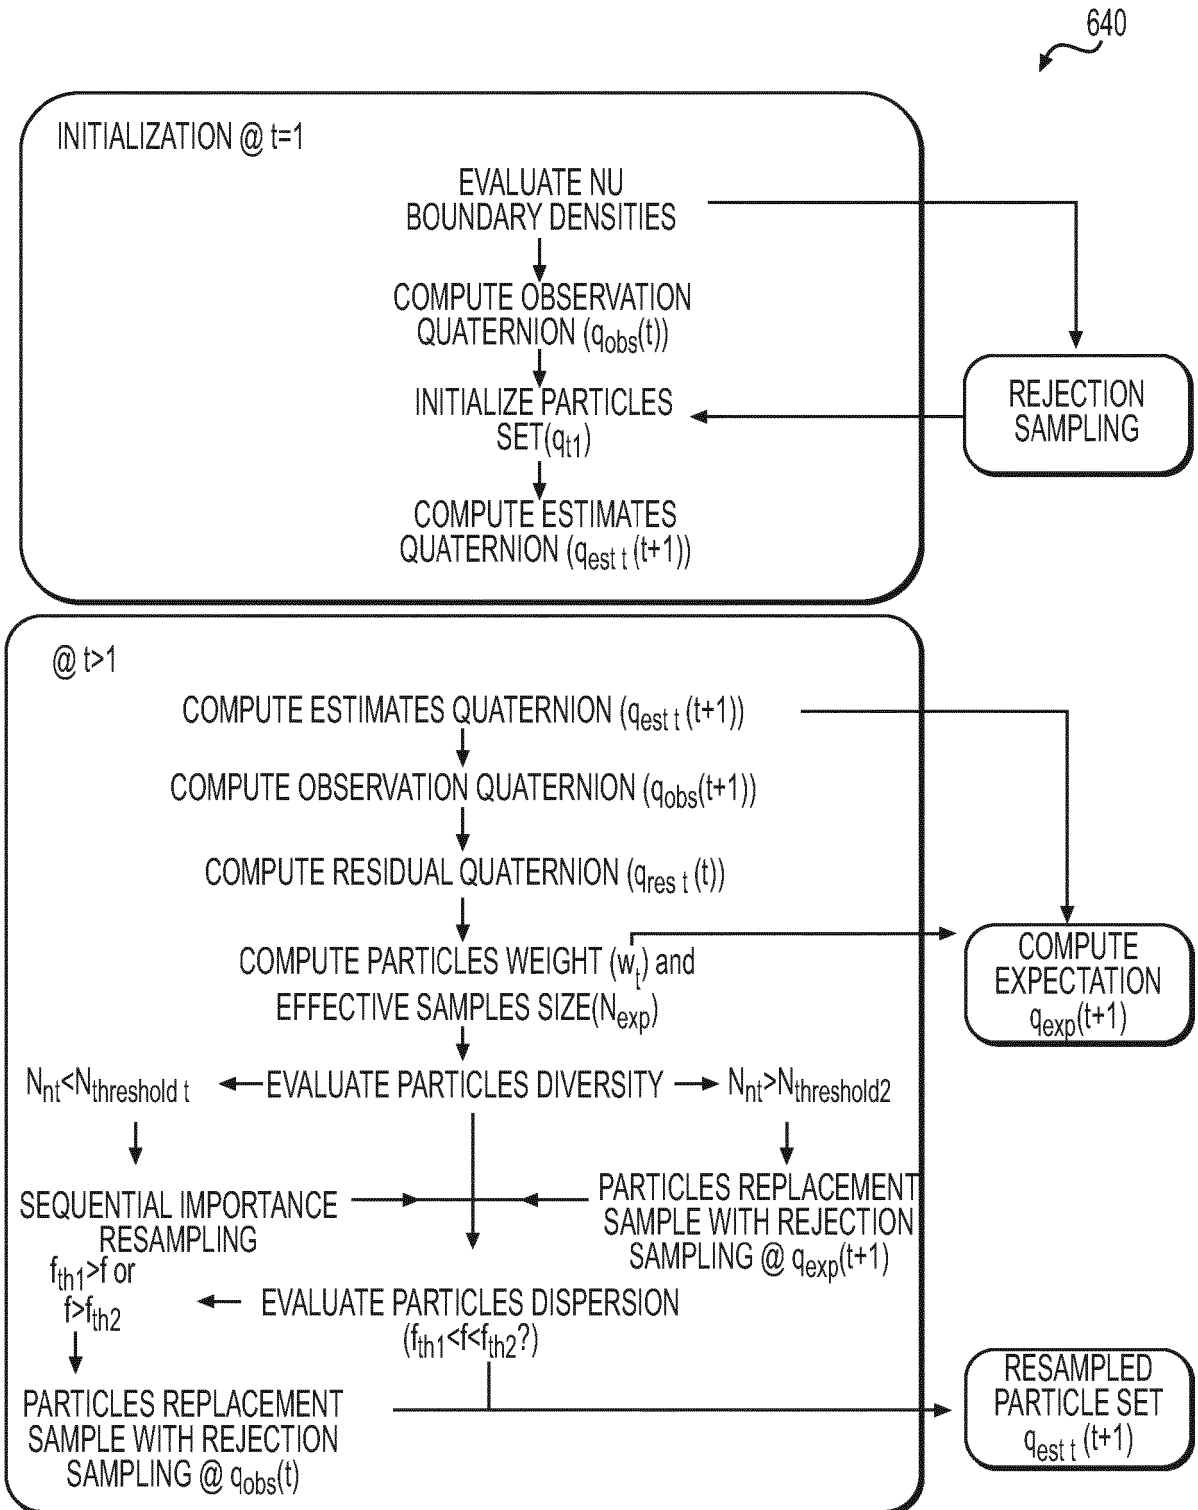 640
INITIALIZATION @ t=1
EVALUATE NU
BOUNDARY DENSITIES
COMPUTE OBSERVATION
QUATERNION (qobs(t))
INITIALIZE PARTICLES
SET(qt1)
COMPUTE ESTIMATES
QUATERNION (qest t (t+1))
REJECTION
SAMPLING
@ t>1
COMPUTE ESTIMATES QUATERNION (qest t (t+1))
COMPUTE OBSERVATION QUATERNION (qobs(t+1))
COMPUTE RESIDUAL QUATERNION (qres t (t))
COMPUTE PARTICLES WEIGHT (wt) and
EFFECTIVE SAMPLES SIZE(Nexp)
COMPUTE
EXPECTATION
qexp(t+1)
Nnt<Nthreshold t
EVALUATE PARTICLES DIVERSITY
Nnt>Nthreshold2
SEQUENTIAL IMPORTANCE
RESAMPLING
PARTICLES REPLACEMENT
SAMPLE WITH REJECTION
SAMPLING @ qexp(t+1)
fth1>f or
f>fth2
EVALUATE PARTICLES DISPERSION
(fth1<f<fth2?)
PARTICLES REPLACEMENT
SAMPLE WITH REJECTION
SAMPLING @ qobs(t)
RESAMPLED
PARTICLE SET
qest t (t+1)